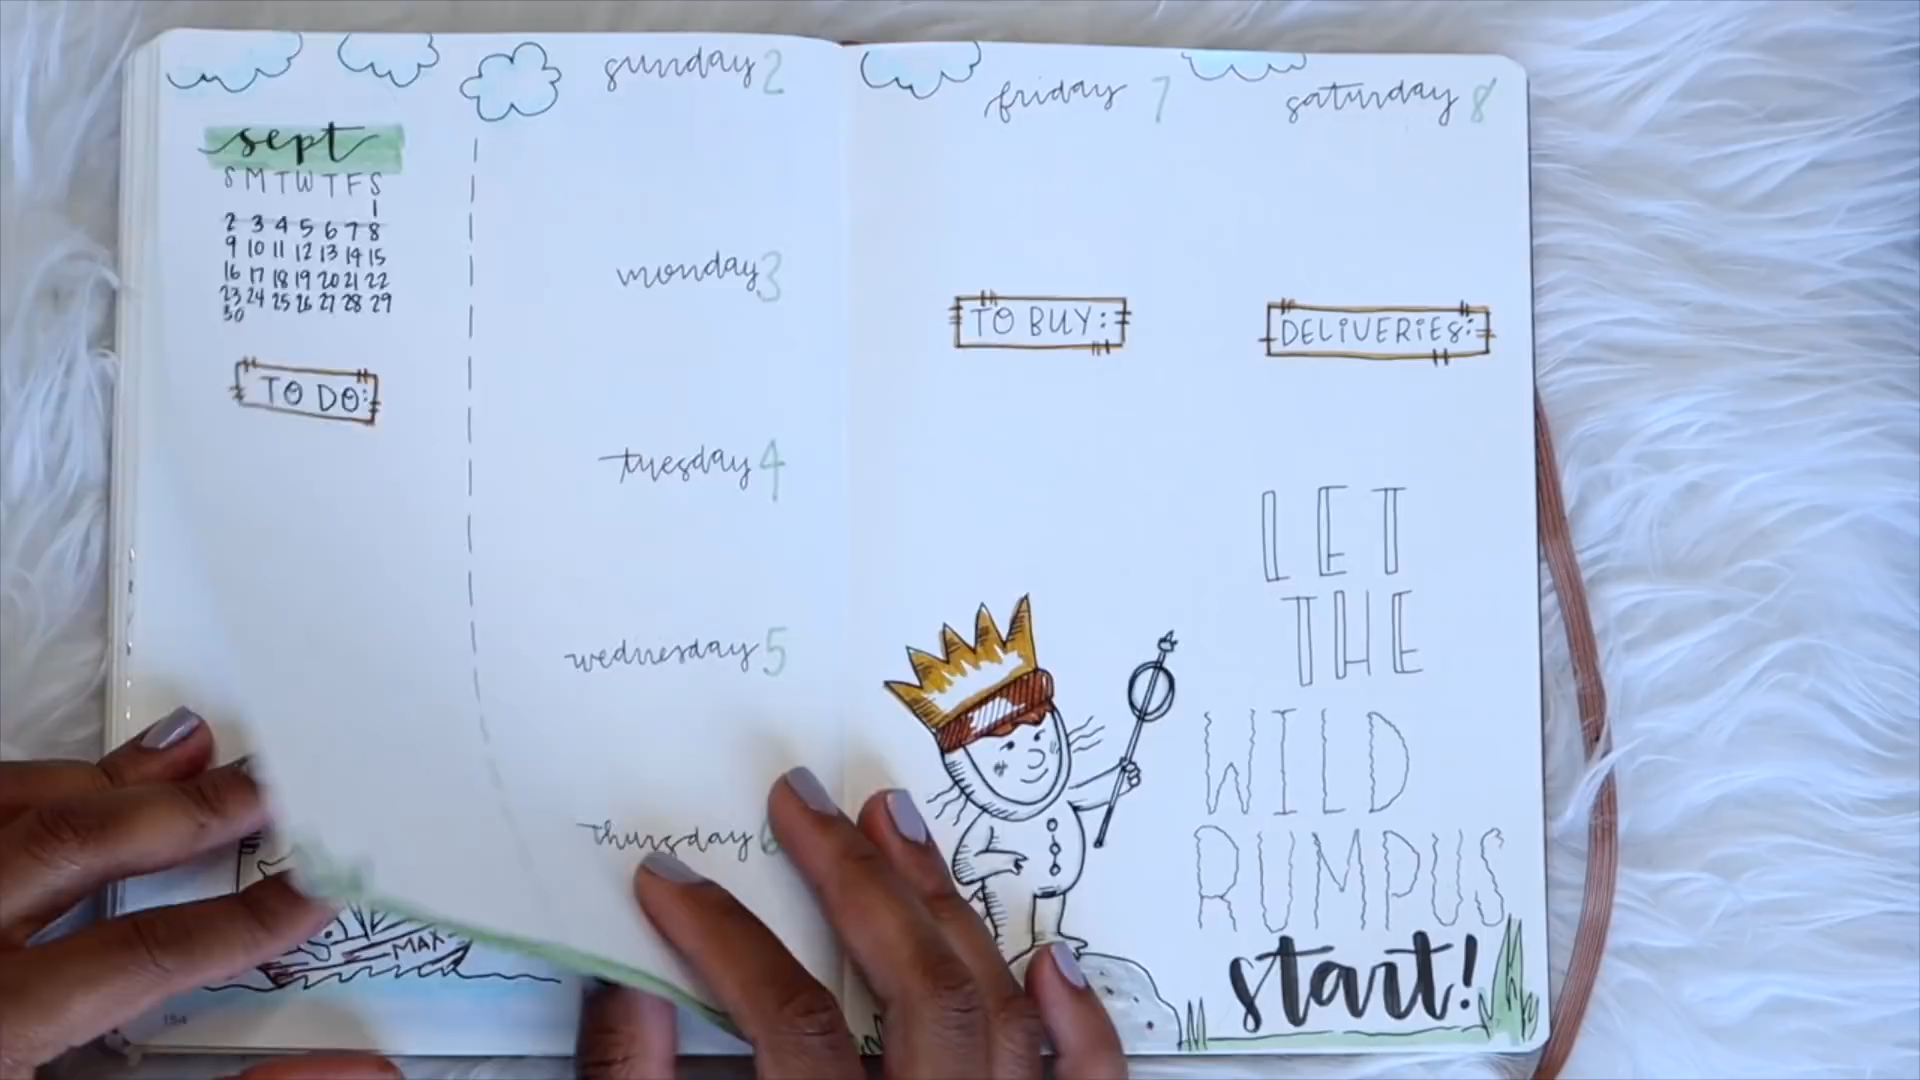 sept
S M T W T F S
1
2 3 4 5 6 7 8
9 10 11 12 13 14 15
16 17 18 19 20 21 22
23 24 25 26 27 28 29
30
TO DO:
sunday 2
monday 3
tuesday 4
wednesday 5
thursday 6
friday 7
saturday 8
TO BUY:
DELIVERIES:
LET
THE
WILD
RUMPUS
start!
MAX